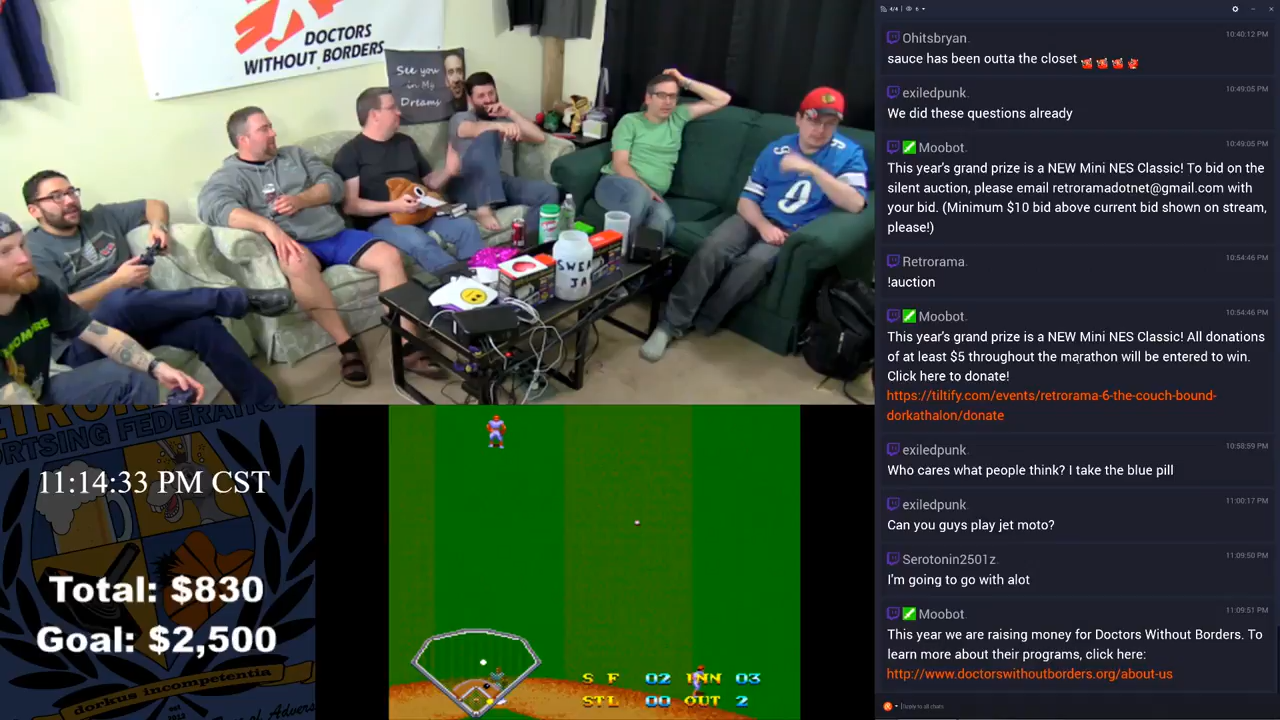 DOCTORS
WITHOUT BORDERS
See you
in My
Dreams
SWEA
JA
11:14:33 PM CST
Total: $830
Goal: $2,500
dorkus incompetentia
S F 02 INN 03
STL 00 OUT 2
4/4 | 6
Ohitsbryan. 10:40:12 PM
sauce has been outta the closet
exiledpunk. 10:49:05 PM
We did these questions already
Moobot. 10:49:05 PM
This year's grand prize is a NEW Mini NES Classic! To bid on the
silent auction, please email retroramadotnet@gmail.com with
your bid. (Minimum $10 bid above current bid shown on stream,
please!)
Retrorama. 10:54:46 PM
!auction
Moobot. 10:54:46 PM
This year's grand prize is a NEW Mini NES Classic! All donations
of at least $5 throughout the marathon will be entered to win.
Click here to donate!
https://tiltify.com/events/retrorama-6-the-couch-bound-
dorkathalon/donate
exiledpunk. 10:58:59 PM
Who cares what people think? I take the blue pill
exiledpunk. 11:00:17 PM
Can you guys play jet moto?
Serotonin2501z. 11:09:50 PM
I'm going to go with alot
Moobot. 11:09:51 PM
This year we are raising money for Doctors Without Borders. To
learn more about their programs, click here:
http://www.doctorswithoutborders.org/about-us